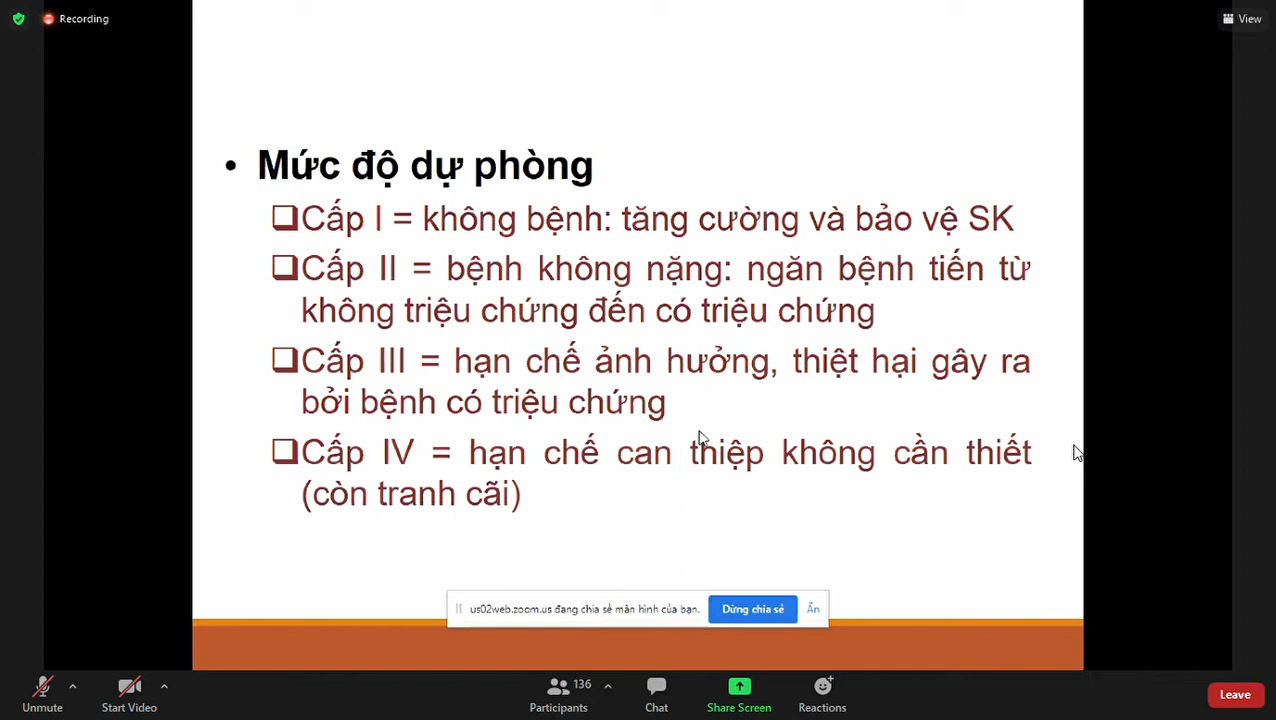 Recording
View
• Mức độ dự phòng
❑Cấp I = không bệnh: tăng cường và bảo vệ SK
❑Cấp II = bệnh không nặng: ngăn bệnh tiến từ
không triệu chứng đến có triệu chứng
❑Cấp III = hạn chế ảnh hưởng, thiệt hại gây ra
bởi bệnh có triệu chứng
❑Cấp IV = hạn chế can thiệp không cần thiết
(còn tranh cãi)
us02web.zoom.us đang chia sẻ màn hình của bạn. Dừng chia sẻ Ẩn
Unmute Start Video Participants 136 Chat Share Screen Reactions Leave